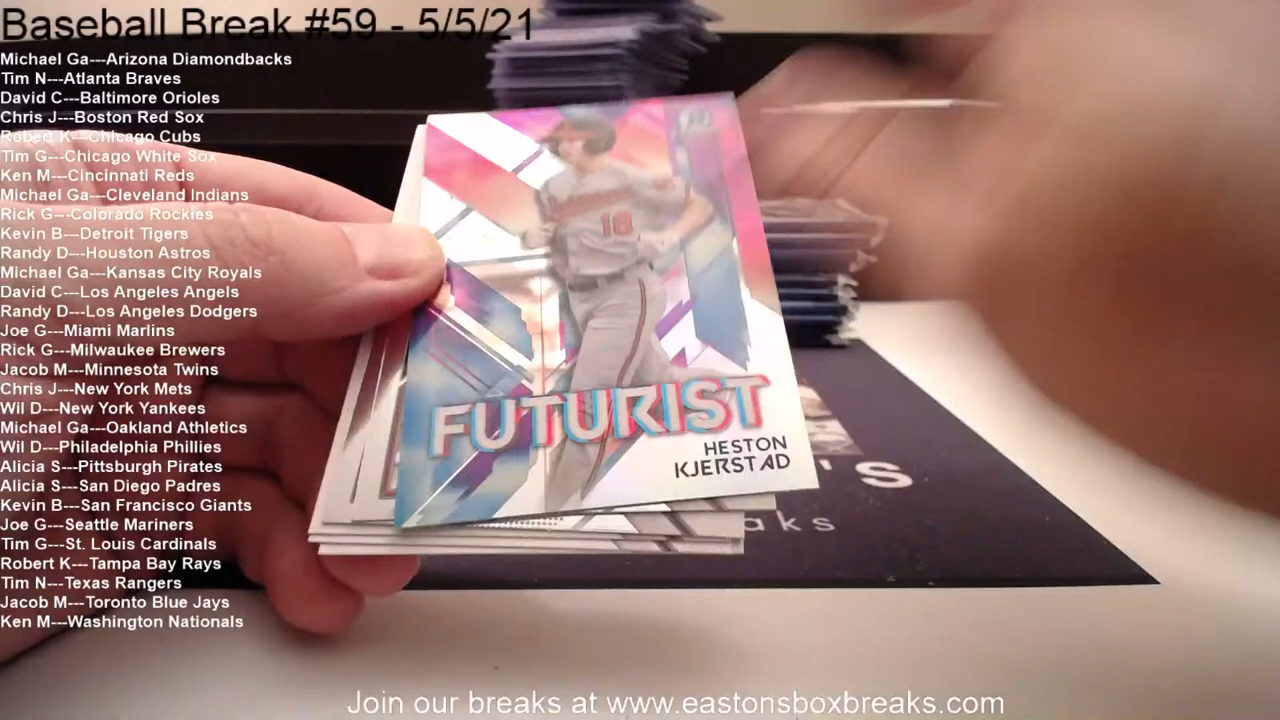 Baseball Break #59 - 5/5/21
Michael Ga---Arizona Diamondbacks
Tim N---Atlanta Braves
David C---Baltimore Orioles
Chris J---Boston Red Sox
Robert K---Chicago Cubs
Tim G---Chicago White Sox
Ken M---Cincinnati Reds
Michael Ga---Cleveland Indians
Rick G---Colorado Rockies
Kevin B---Detroit Tigers
Randy D---Houston Astros
Michael Ga---Kansas City Royals
David C---Los Angeles Angels
Randy D---Los Angeles Dodgers
Joe G---Miami Marlins
Rick G---Milwaukee Brewers
Jacob M---Minnesota Twins
Chris J---New York Mets
Wil D---New York Yankees
Michael Ga---Oakland Athletics
Wil D---Philadelphia Phillies
Alicia S---Pittsburgh Pirates
Alicia S---San Diego Padres
Kevin B---San Francisco Giants
Joe G---Seattle Mariners
Tim G---St. Louis Cardinals
Robert K---Tampa Bay Rays
Tim N---Texas Rangers
Jacob M---Toronto Blue Jays
Ken M---Washington Nationals
18
FUTURIST
HESTON
KJERSTAD
'S
aks
Join our breaks at www.eastonsboxbreaks.com